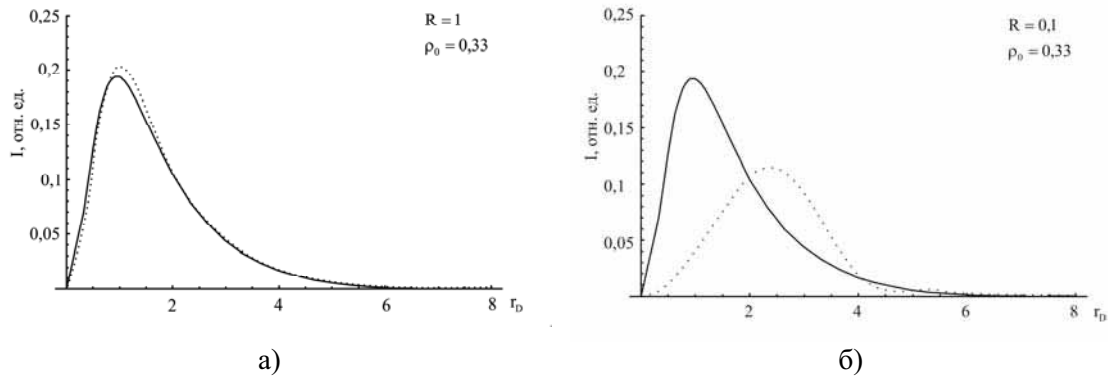 0,25
0,2
0,15
0,1
0,05
I, отн. ед.
R = 1
ρ₀ = 0,33
2
4
6
8
r_D
а)
0,25
0,2
0,15
0,1
0,05
I, отн. ед.
R = 0,1
ρ₀ = 0,33
2
4
6
8
r_D
б)